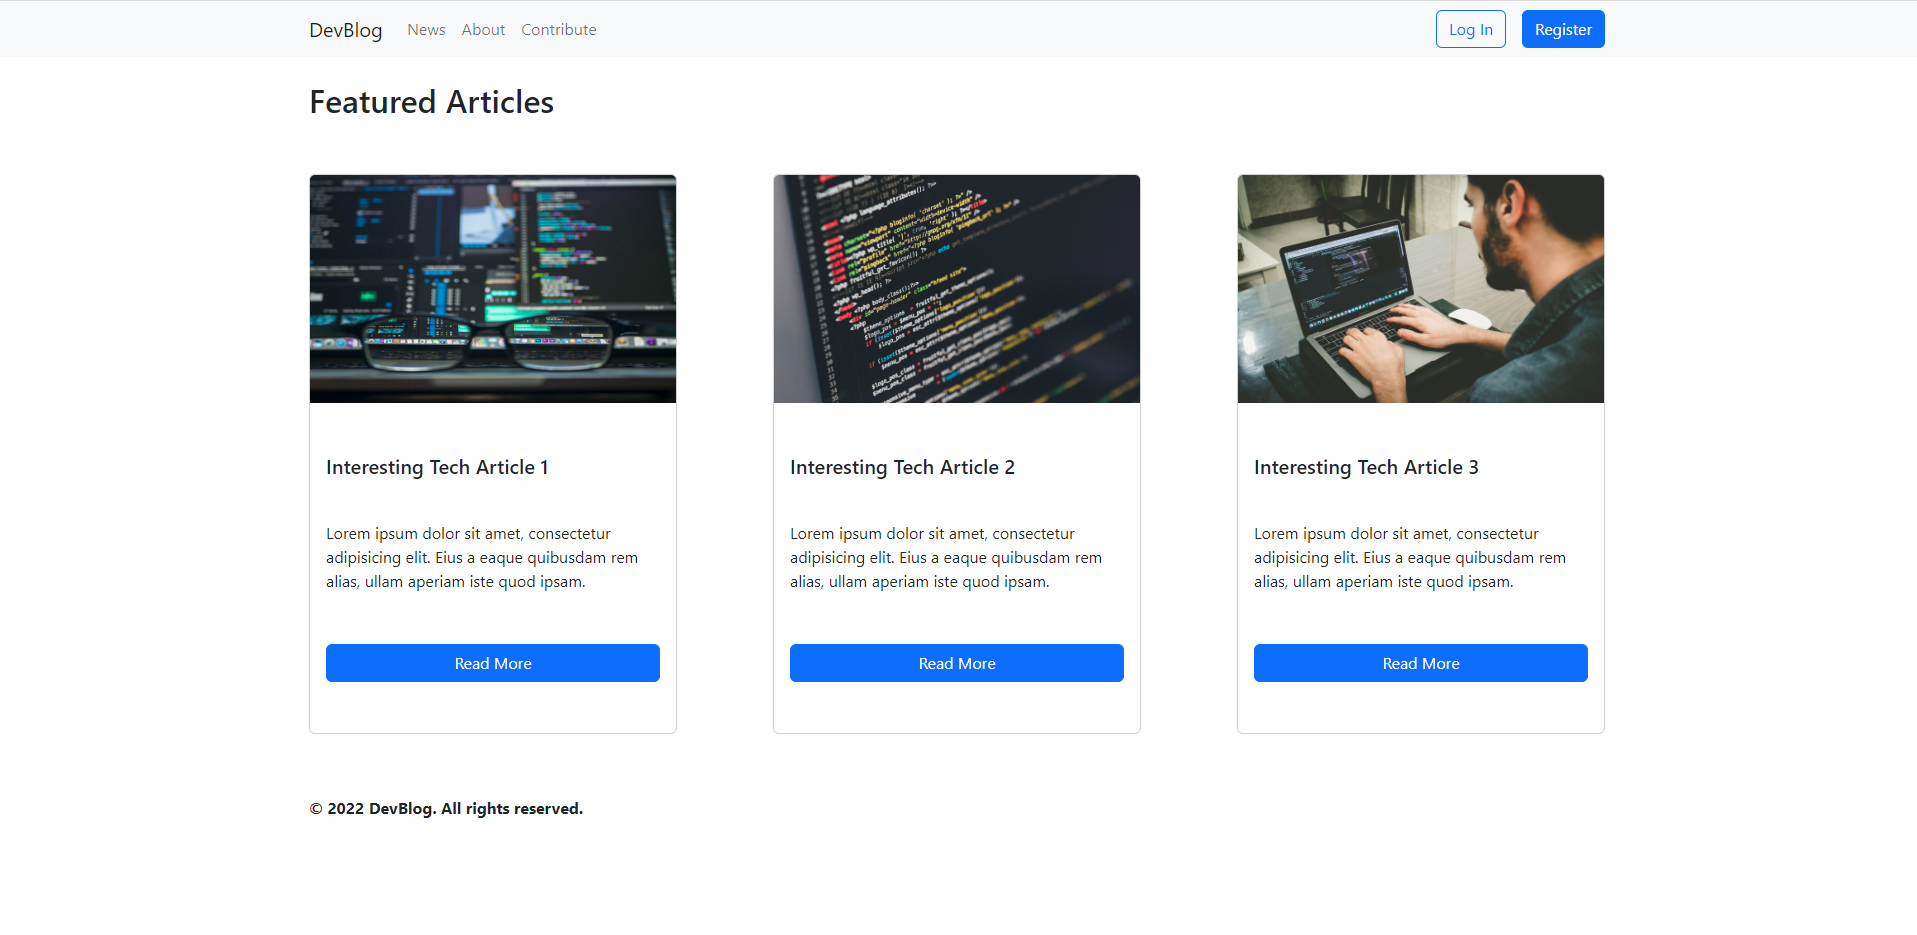 DevBlog News About Contribute Log In Register
Featured Articles
Interesting Tech Article 1
Lorem ipsum dolor sit amet, consectetur
adipisicing elit. Eius a eaque quibusdam rem
alias, ullam aperiam iste quod ipsam.
Read More
Interesting Tech Article 2
Lorem ipsum dolor sit amet, consectetur
adipisicing elit. Eius a eaque quibusdam rem
alias, ullam aperiam iste quod ipsam.
Read More
Interesting Tech Article 3
Lorem ipsum dolor sit amet, consectetur
adipisicing elit. Eius a eaque quibusdam rem
alias, ullam aperiam iste quod ipsam.
Read More
© 2022 DevBlog. All rights reserved.